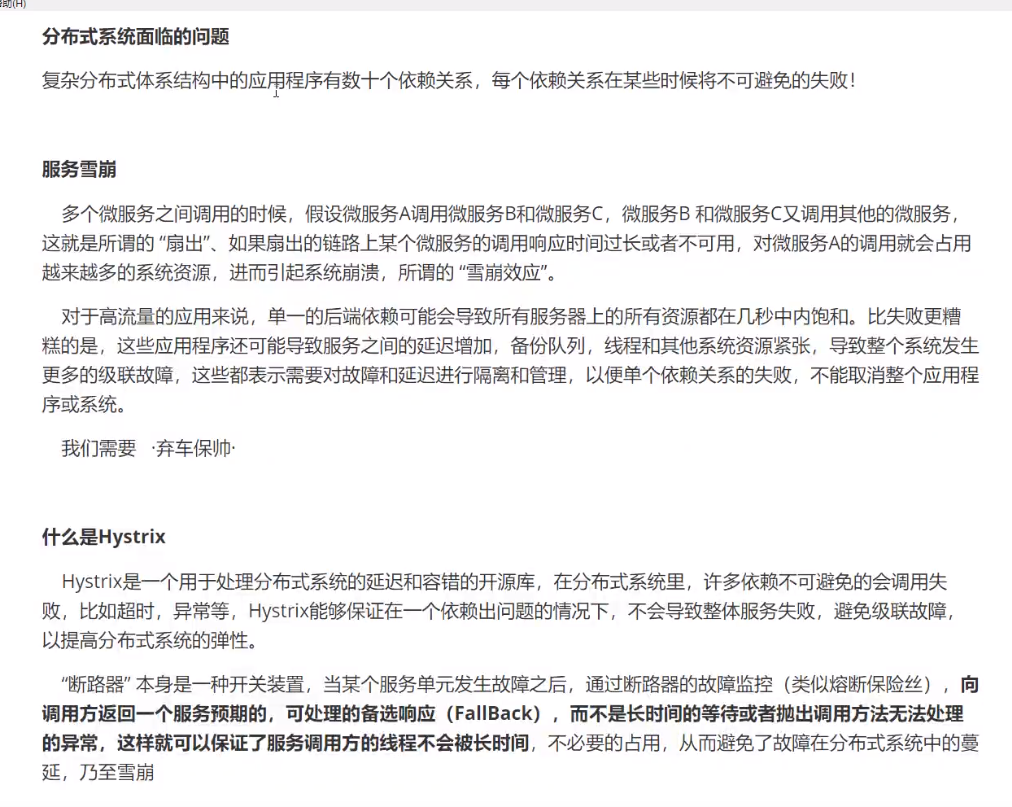 助(H)
分布式系统面临的问题
复杂分布式体系结构中的应用程序有数十个依赖关系，每个依赖关系在某些时候将不可避免的失败！
服务雪崩
多个微服务之间调用的时候，假设微服务A调用微服务B和微服务C，微服务B 和微服务C又调用其他的微服务，
这就是所谓的 “扇出”、如果扇出的链路上某个微服务的调用响应时间过长或者不可用，对微服务A的调用就会占用
越来越多的系统资源，进而引起系统崩溃，所谓的 “雪崩效应”。
对于高流量的应用来说，单一的后端依赖可能会导致所有服务器上的所有资源都在几秒中内饱和。比失败更糟
糕的是，这些应用程序还可能导致服务之间的延迟增加，备份队列，线程和其他系统资源紧张，导致整个系统发生
更多的级联故障，这些都表示需要对故障和延迟进行隔离和管理，以便单个依赖关系的失败，不能取消整个应用程
序或系统。
我们需要 ·弃车保帅·
什么是Hystrix
Hystrix是一个用于处理分布式系统的延迟和容错的开源库，在分布式系统里，许多依赖不可避免的会调用失
败，比如超时，异常等，Hystrix能够保证在一个依赖出问题的情况下，不会导致整体服务失败，避免级联故障，
以提高分布式系统的弹性。
“断路器” 本身是一种开关装置，当某个服务单元发生故障之后，通过断路器的故障监控（类似熔断保险丝），向
调用方返回一个服务预期的，可处理的备选响应（FallBack），而不是长时间的等待或者抛出调用方法无法处理
的异常，这样就可以保证了服务调用方的线程不会被长时间，不必要的占用，从而避免了故障在分布式系统中的蔓
延，乃至雪崩